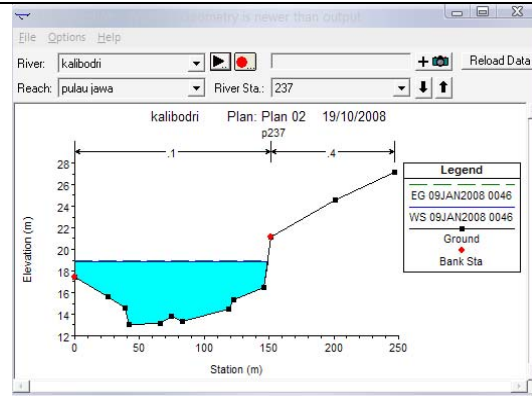 geometry is newer than output
File Options Help
River: kalibodri
Reload Data
Reach: pulau jawa River Sta.: 237
kalibodri Plan: Plan 02 19/10/2008
p237
.1 .4
Legend
EG 09JAN2008 0046
WS 09JAN2008 0046
Ground
Bank Sta
Elevation (m)
28
26
24
22
20
18
16
14
12
0 50 100 150 200 250
Station (m)